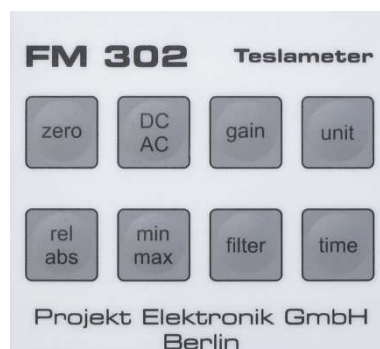 FM 302 Teslameter
zero DC AC gain unit
rel abs min max filter time
Projekt Elektronik GmbH
Berlin